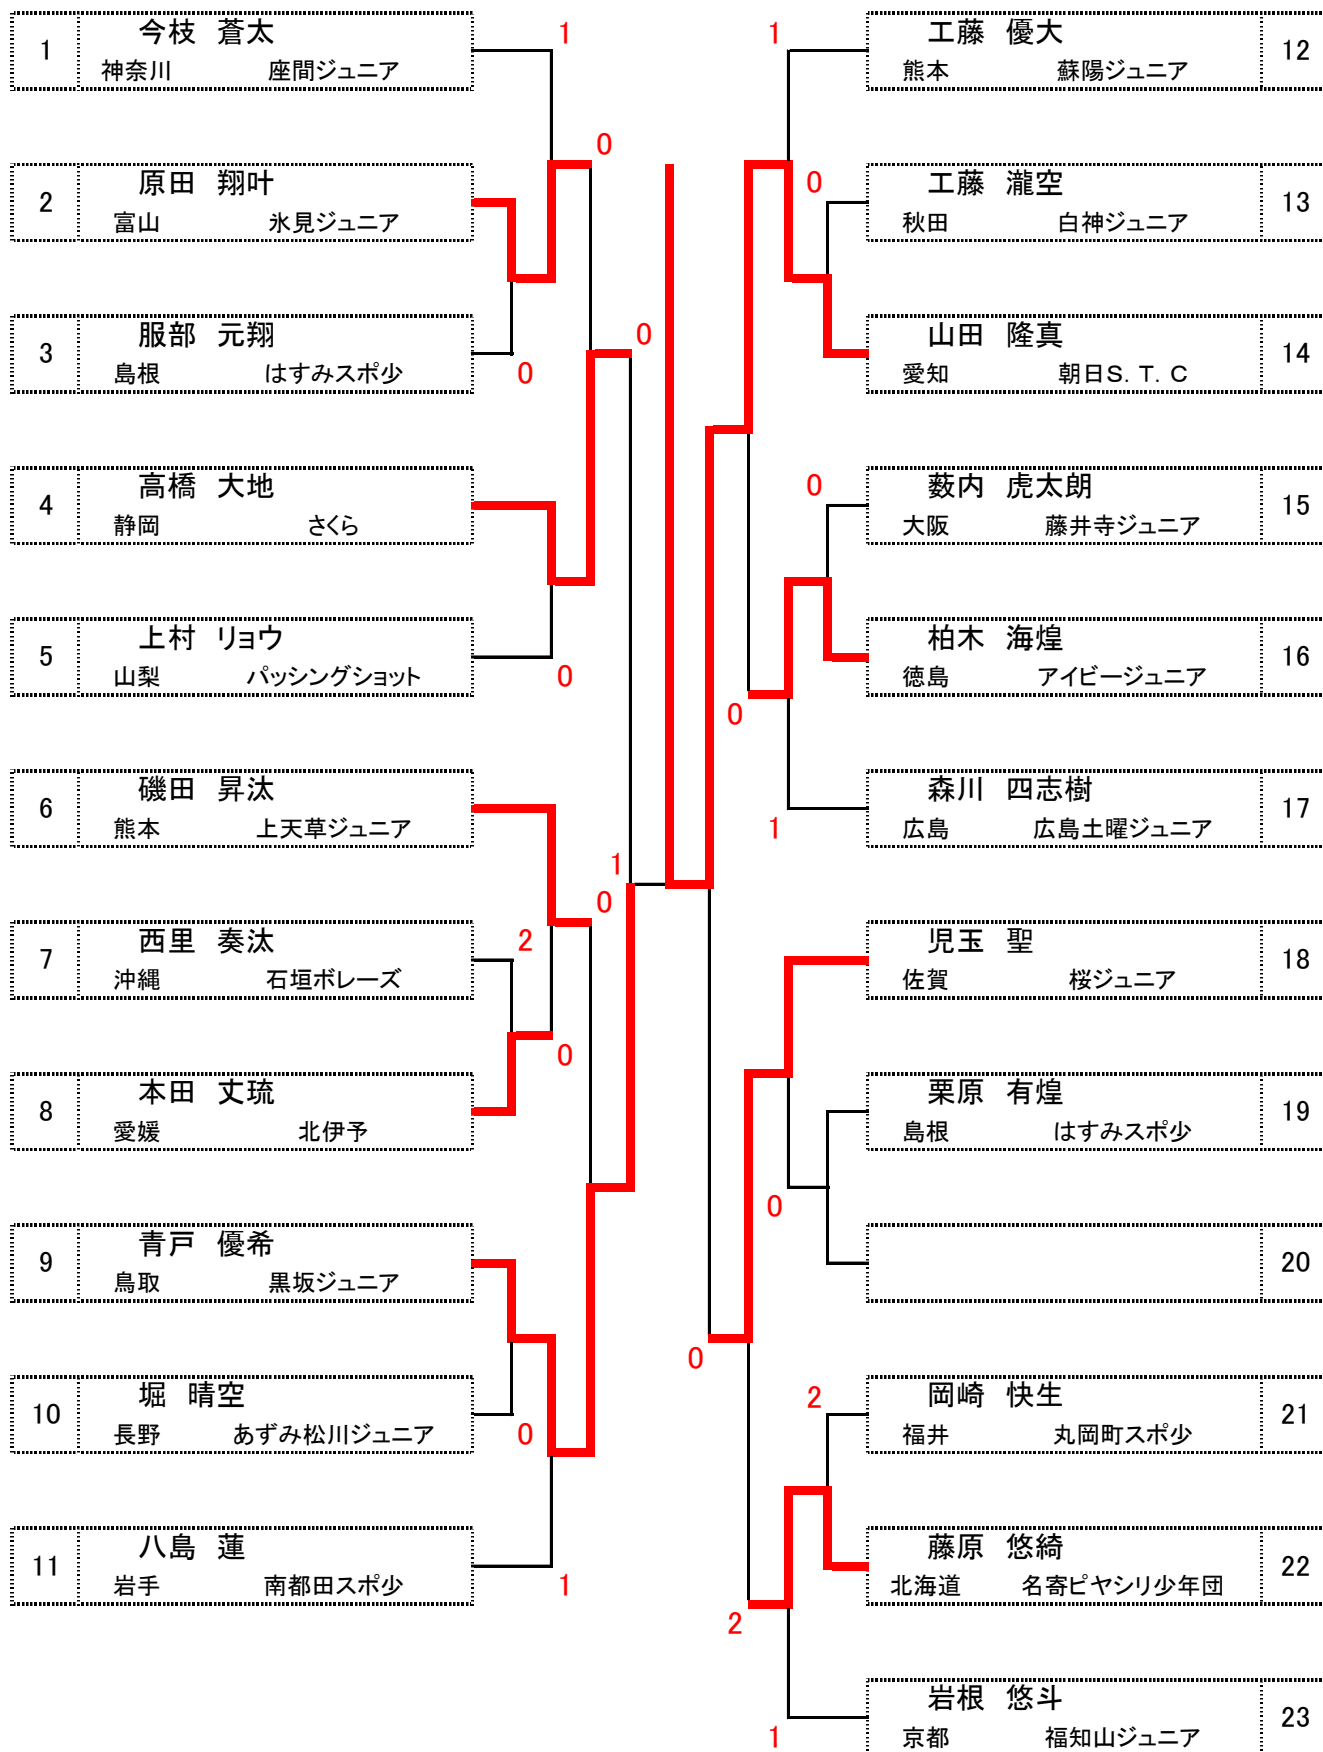 今枝 蒼太
1
神奈川 座間ジュニア
1
0
原田 翔叶
2
富山 氷見ジュニア
服部 元翔
3
島根 はすみスポ少
0
0
高橋 大地
4
静岡 さくら
上村 リョウ
5
山梨 パッシングショット
0
磯田 昇汰
6
熊本 上天草ジュニア
1
0
西里 奏汰
7
沖縄 石垣ボレーズ
2
0
本田 丈琉
8
愛媛 北伊予
青戸 優希
9
鳥取 黒坂ジュニア
堀 晴空
10
長野 あずみ松川ジュニア
0
八島 蓮
11
岩手 南都田スポ少
1
1
工藤 優大
12
熊本 蘇陽ジュニア
0
工藤 瀧空
13
秋田 白神ジュニア
山田 隆真
14
愛知 朝日S．T．C
0
薮内 虎太朗
15
大阪 藤井寺ジュニア
柏木 海煌
16
徳島 アイビージュニア
0
森川 四志樹
17
広島 広島土曜ジュニア
1
児玉 聖
18
佐賀 桜ジュニア
栗原 有煌
19
島根 はすみスポ少
0
20
0
2
岡崎 快生
21
福井 丸岡町スポ少
藤原 悠綺
22
北海道 名寄ピヤシリ少年団
2
岩根 悠斗
23
京都 福知山ジュニア
1